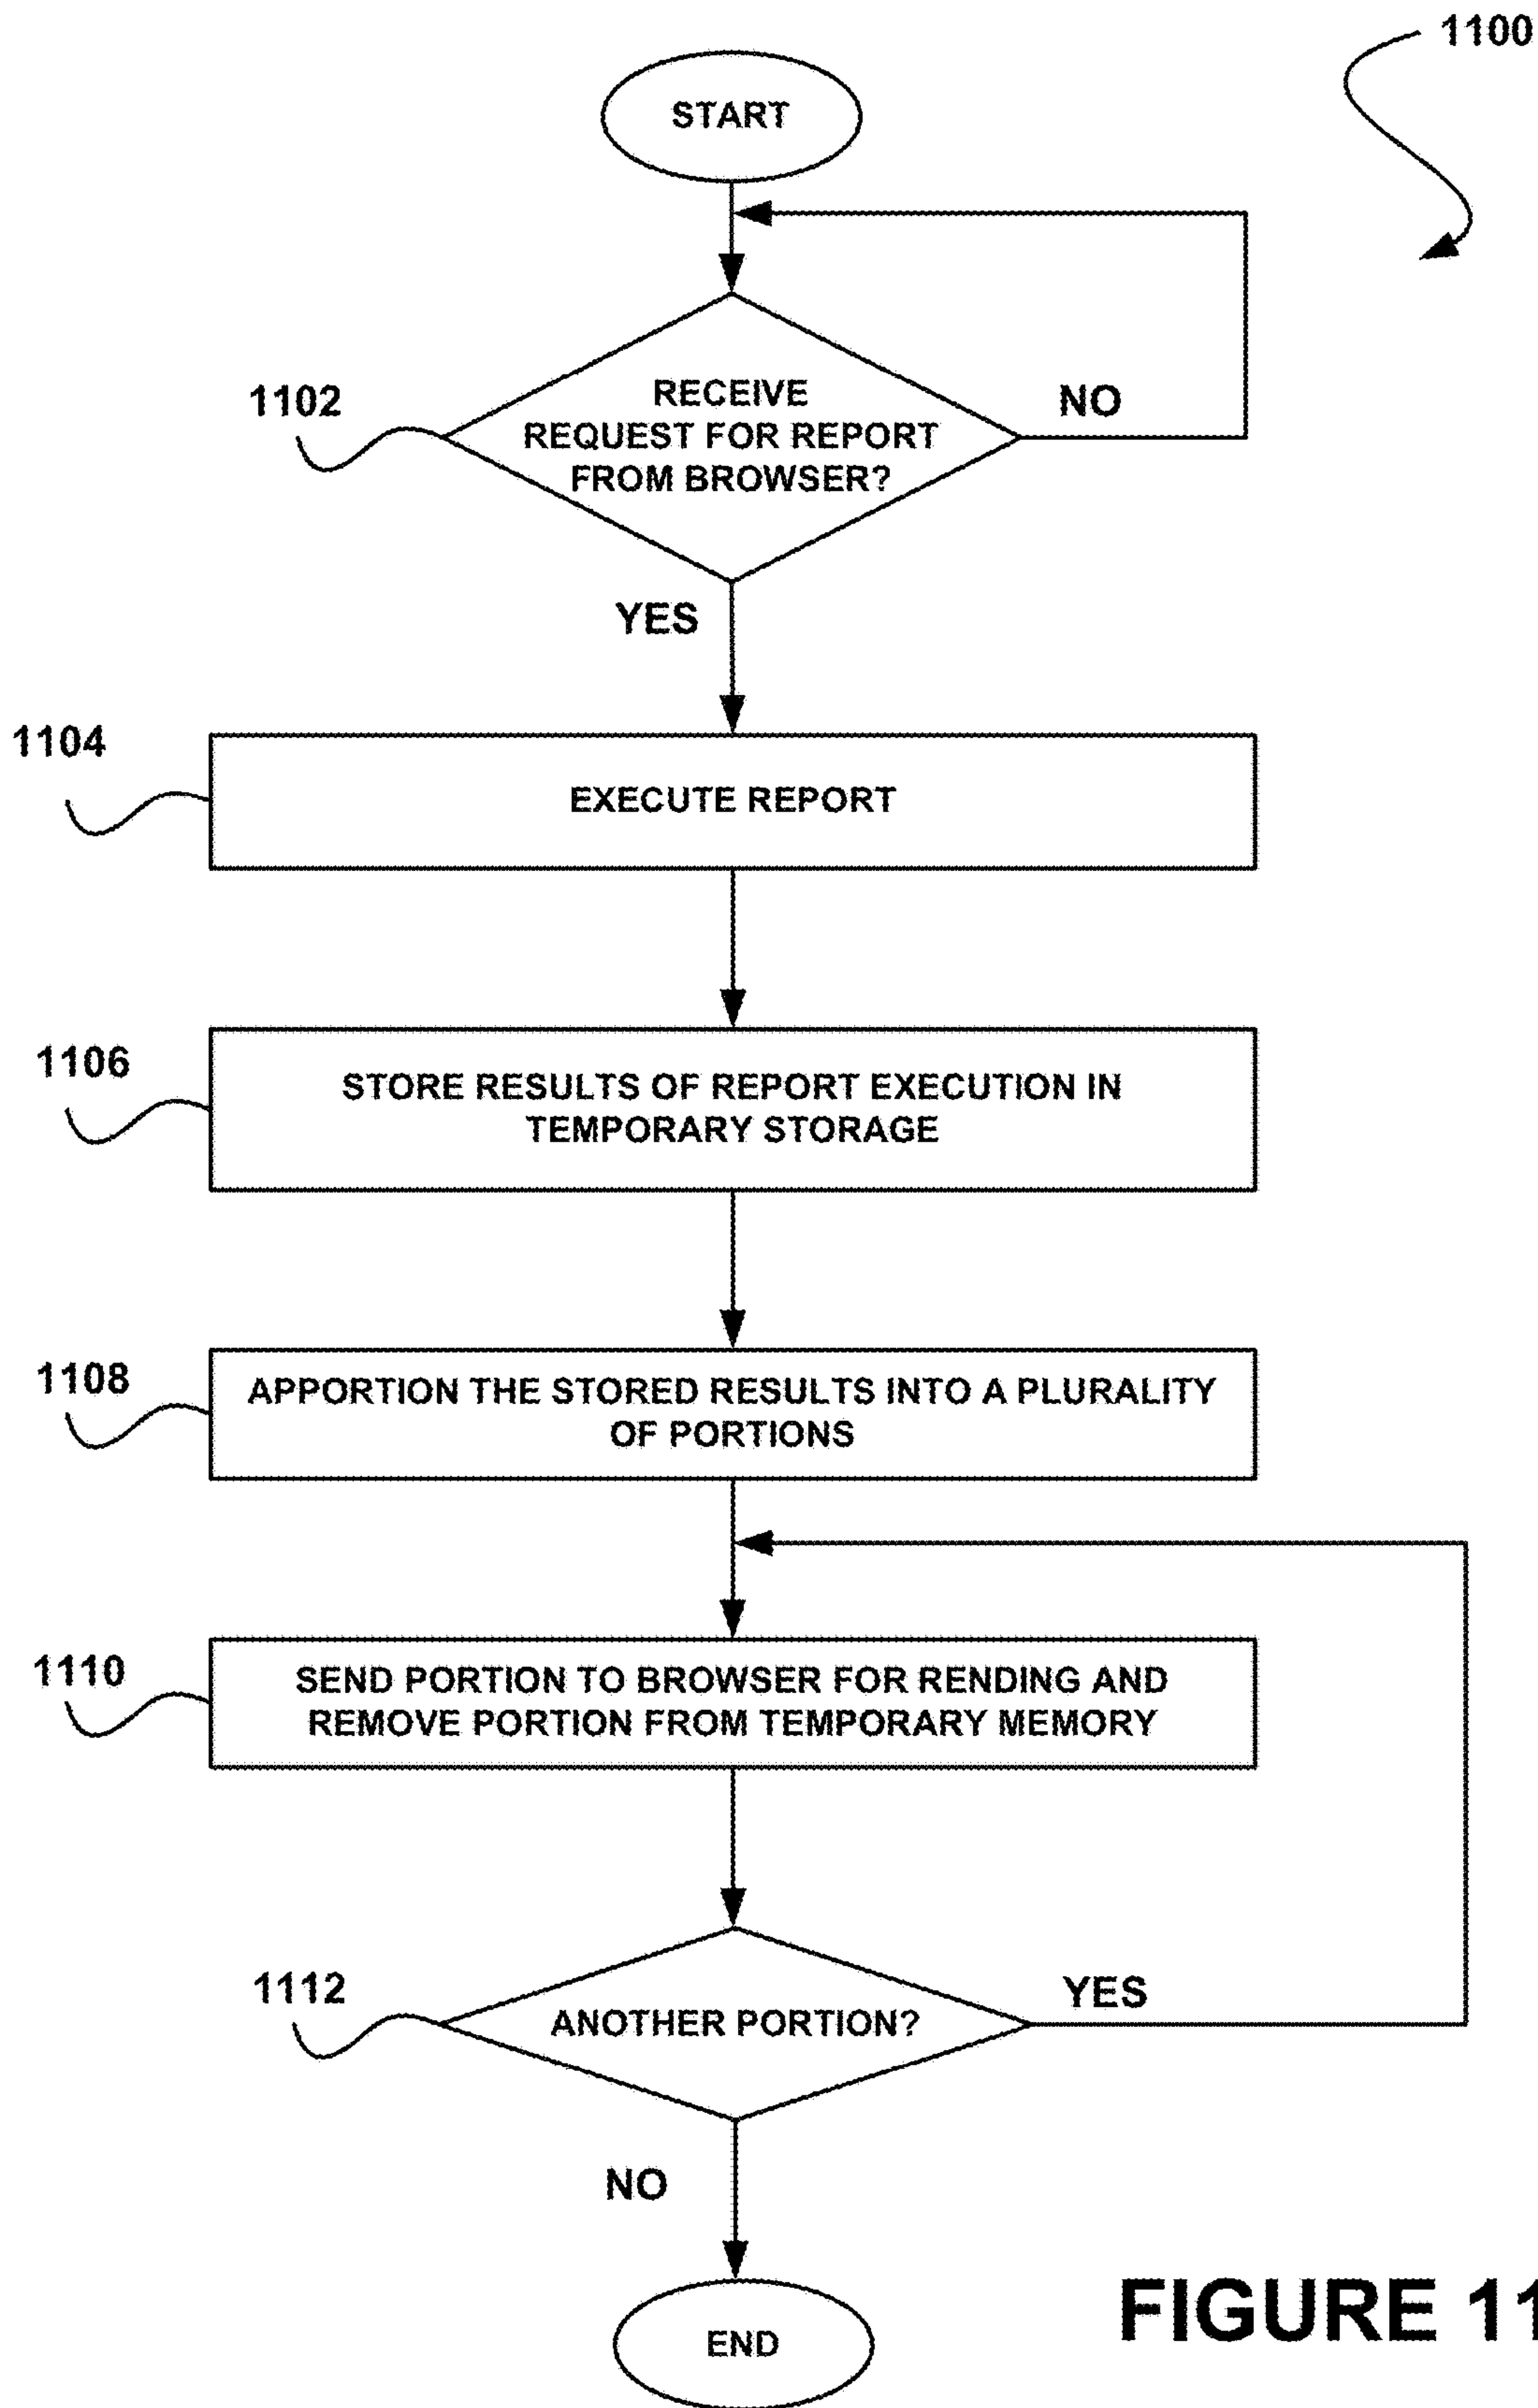 1100
START
1102
RECEIVE
REQUEST FOR REPORT
FROM BROWSER?
NO
YES
1104
EXECUTE REPORT
1106
STORE RESULTS OF REPORT EXECUTION IN
TEMPORARY STORAGE
1108
APPORTION THE STORED RESULTS INTO A PLURALITY
OF PORTIONS
1110
SEND PORTION TO BROWSER FOR RENDING AND
REMOVE PORTION FROM TEMPORARY MEMORY
1112
ANOTHER PORTION?
YES
NO
END
FIGURE 11